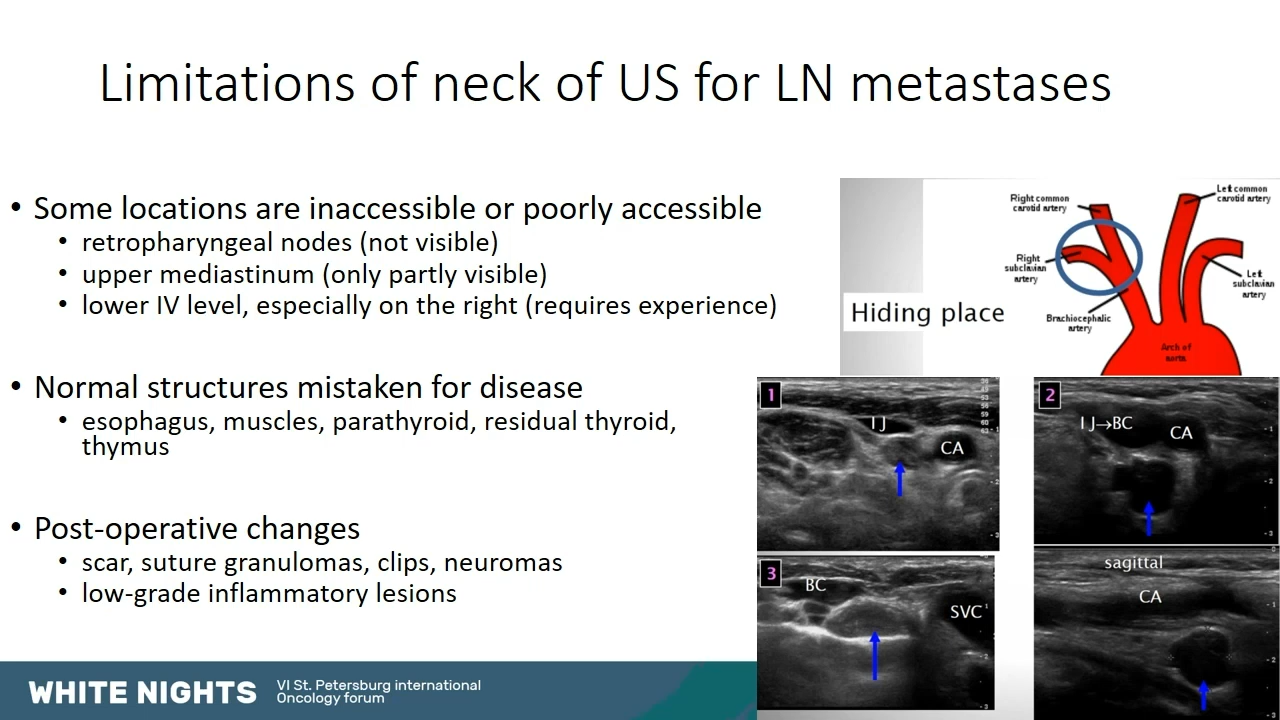 Limitations of neck of US for LN metastases
• Some locations are inaccessible or poorly accessible
• retropharyngeal nodes (not visible)
• upper mediastinum (only partly visible)
• lower IV level, especially on the right (requires experience)
• Normal structures mistaken for disease
• esophagus, muscles, parathyroid, residual thyroid,
thymus
• Post-operative changes
• scar, suture granulomas, clips, neuromas
• low-grade inflammatory lesions
Hiding place
Right common
carotid artery
Left common
carotid artery
Right
subclavian
artery
Left
subclavian
artery
Brachiocephalic
artery
Arch of
aorta
1
IJ
CA
2
IJ→BC
CA
3
BC
SVC
sagittal
CA
WHITE NIGHTS
VI St. Petersburg international
Oncology forum